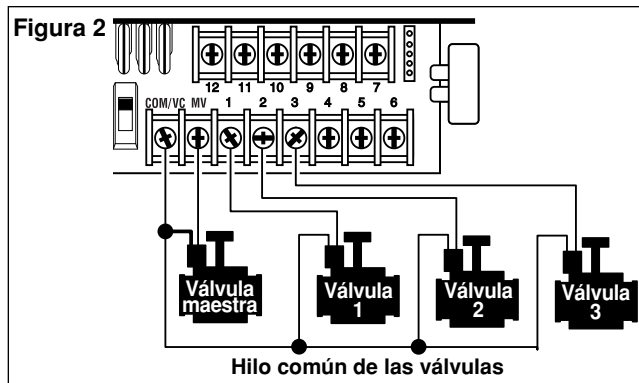 Figura 2
12 11 10 9 8 7
COM/VC MV 1 2 3 4 5 6
Válvula maestra
Válvula 1
Válvula 2
Válvula 3
Hilo común de las válvulas